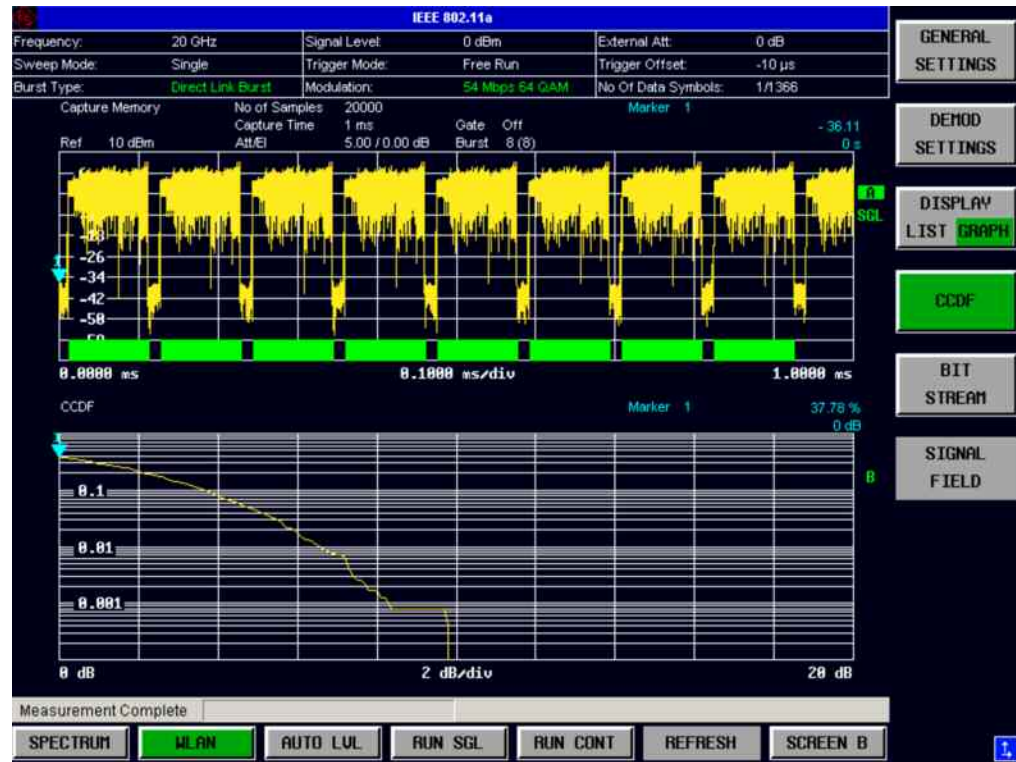 IEEE 802.11a
Frequency: 20 GHz Signal Level: 0 dBm External Att: 0 dB
Sweep Mode: Single Trigger Mode: Free Run Trigger Offset: -10 µs
Burst Type: Direct Link Burst Modulation: 54 Mbps 64 QAM No Of Data Symbols: 1/1366
Capture Memory No of Samples 20000 Marker 1
Capture Time 1 ms Gate Off -36.11
Ref 10 dBm Att/El 5.00 / 0.00 dB Burst 8 (8) 0 s
A
SGL
1
-26
-34
-42
-50
0.0000 ms 0.1000 ms/div 1.0000 ms
CCDF Marker 1 37.78 %
0 dB
1
B
0.1
0.01
0.001
0 dB 2 dB/div 20 dB
Measurement Complete
SPECTRUM WLAN AUTO LVL RUN SGL RUN CONT REFRESH SCREEN B
GENERAL
SETTINGS
DEMOD
SETTINGS
DISPLAY
LIST GRAPH
CCDF
BIT
STREAM
SIGNAL
FIELD
1